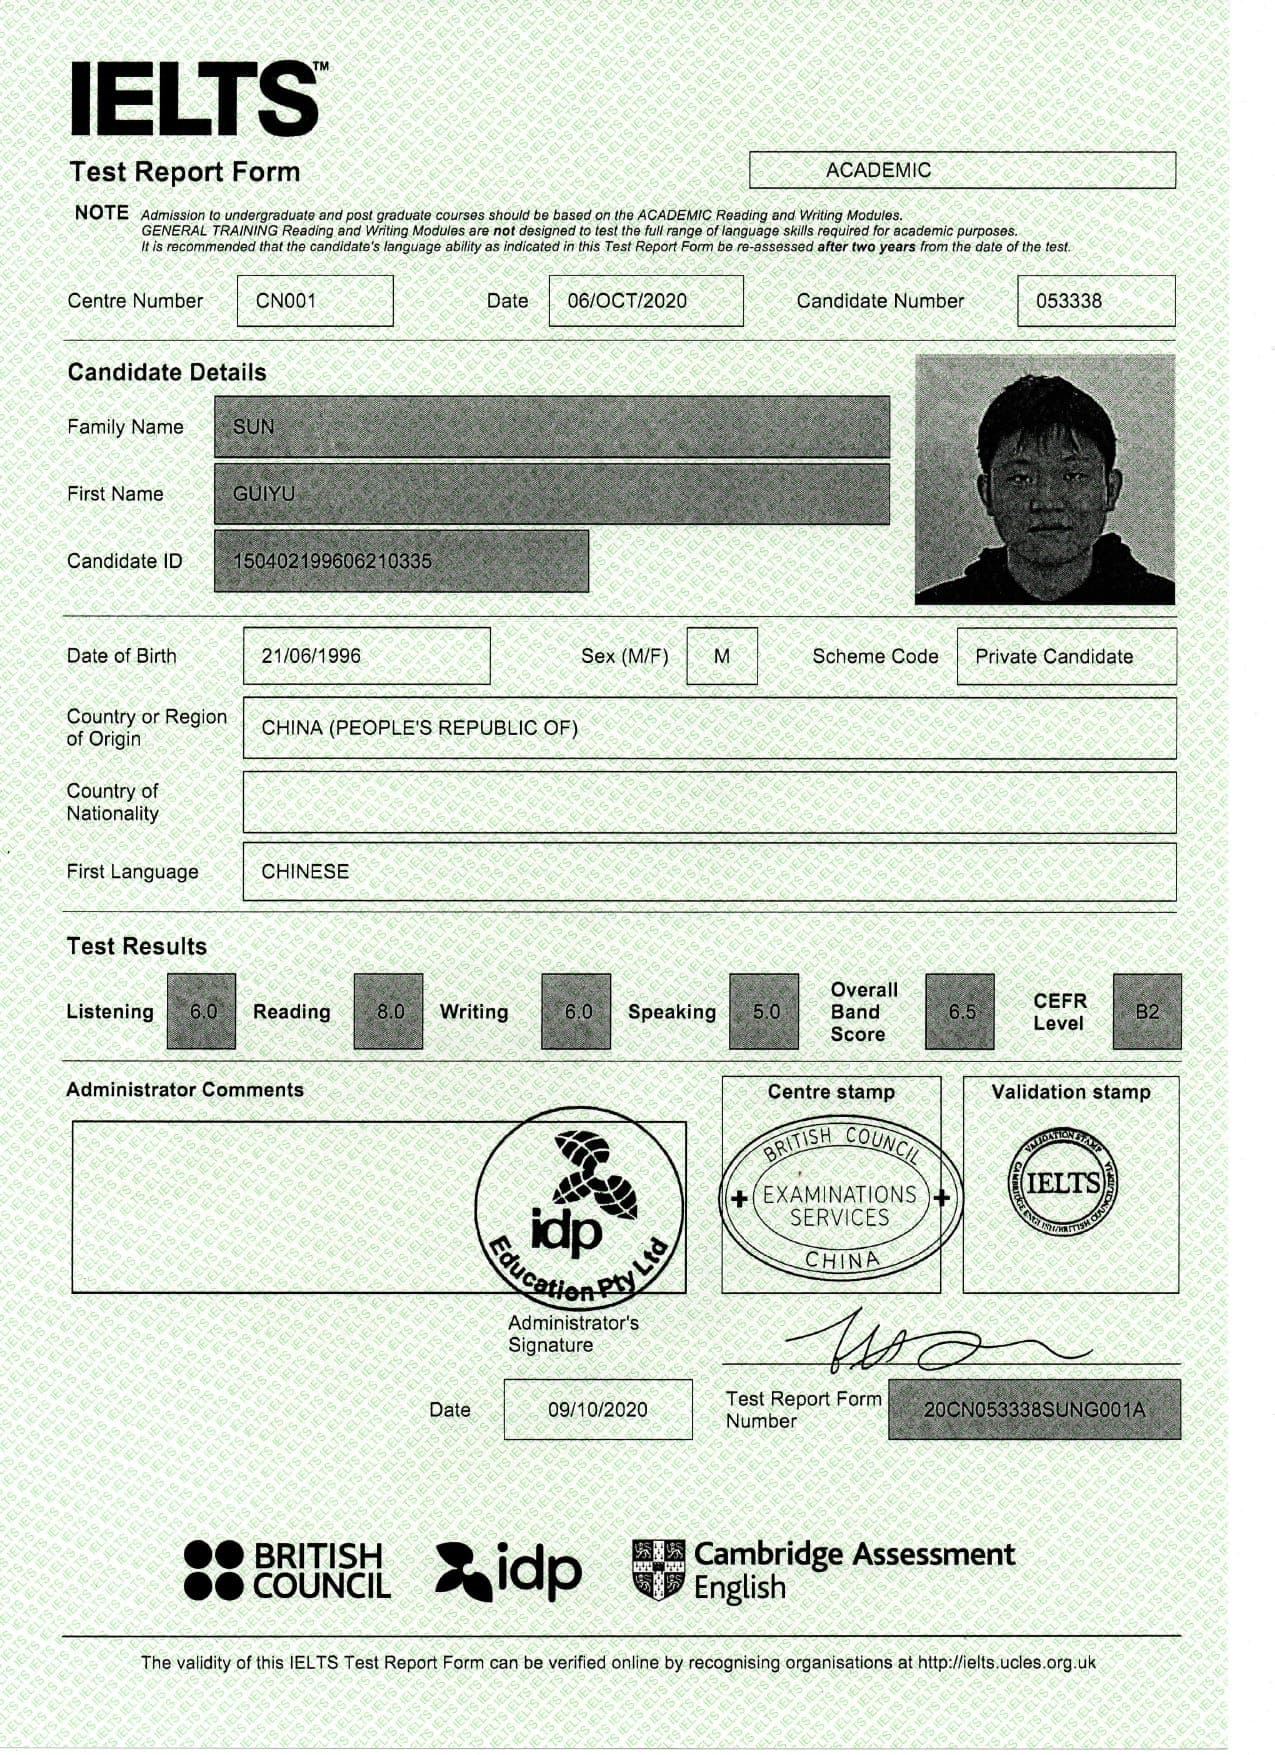 IELTS™
Test Report Form
ACADEMIC
NOTE Admission to undergraduate and post graduate courses should be based on the ACADEMIC Reading and Writing Modules.
GENERAL TRAINING Reading and Writing Modules are not designed to test the full range of language skills required for academic purposes.
It is recommended that the candidate's language ability as indicated in this Test Report Form be re-assessed after two years from the date of the test.
Centre Number CN001 Date 06/OCT/2020 Candidate Number 053338
Candidate Details
Family Name SUN
First Name GUIYU
Candidate ID 150402199606210335
Date of Birth 21/06/1996 Sex (M/F) M Scheme Code Private Candidate
Country or Region
of Origin
CHINA (PEOPLE'S REPUBLIC OF)
Country of
Nationality
First Language CHINESE
Test Results
Listening 6.0 Reading 8.0 Writing 6.0 Speaking 5.0
Overall
Band
Score
6.5
CEFR
Level
B2
Administrator Comments
idp
Education Pty Ltd
Centre stamp
BRITISH COUNCIL
EXAMINATIONS
SERVICES
CHINA
Validation stamp
VALIDATION STAMP
IELTS
Administrator's
Signature
Date 09/10/2020
Test Report Form
Number
20CN053338SUNG001A
BRITISH
COUNCIL
idp
Cambridge Assessment
English
The validity of this IELTS Test Report Form can be verified online by recognising organisations at http://ielts.ucles.org.uk